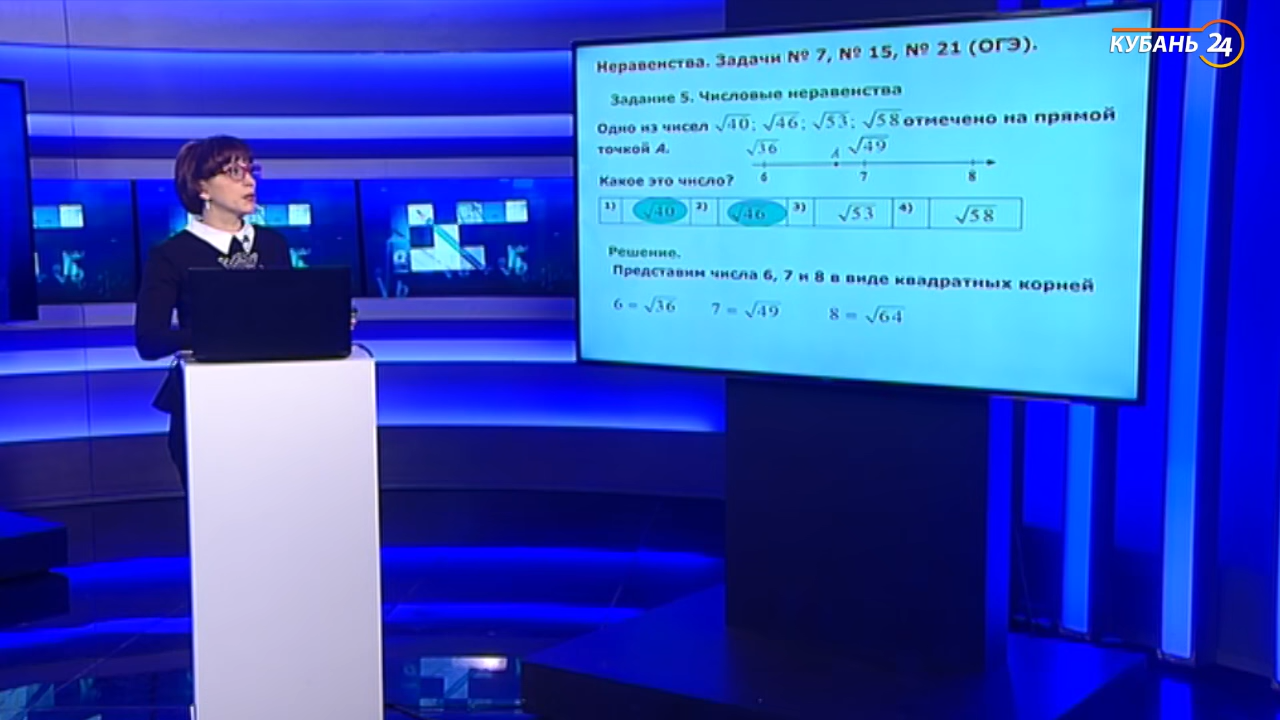 КУБАНЬ 24
Неравенства. Задачи № 7, № 15, № 21 (ОГЭ).
Задание 5. Числовые неравенства
Одно из чисел √40; √46; √53; √58 отмечено на прямой
точкой А.
√36 A √49
Какое это число?
6 7 8
1) √40 2) √46 3) √53 4) √58
Решение.
Представим числа 6, 7 и 8 в виде квадратных корней
6 = √36 7 = √49 8 = √64